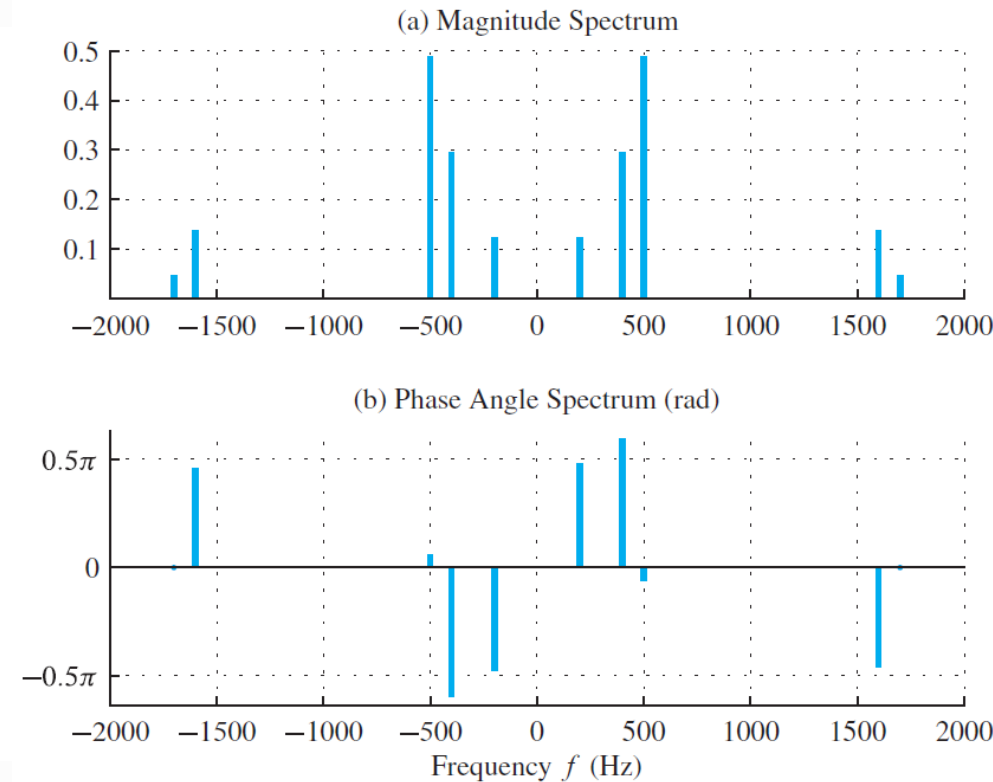 (a) Magnitude Spectrum
0.5
0.4
0.3
0.2
0.1
−2000 −1500 −1000 −500 0 500 1000 1500 2000
(b) Phase Angle Spectrum (rad)
0.5π
0
−0.5π
−2000 −1500 −1000 −500 0 500 1000 1500 2000
Frequency f (Hz)